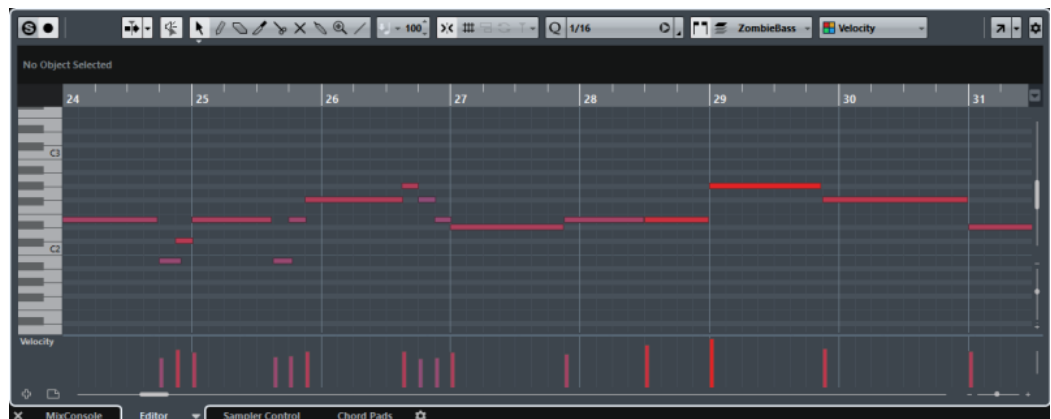 100
Q 1/16
ZombieBass
Velocity
No Object Selected
24 25 26 27 28 29 30 31
C3
C2
Velocity
MixConsole Editor Sampler Control Chord Pads